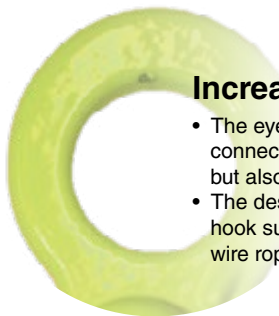 Increa
• The eye
connec
but also
• The des
hook su
wire rop